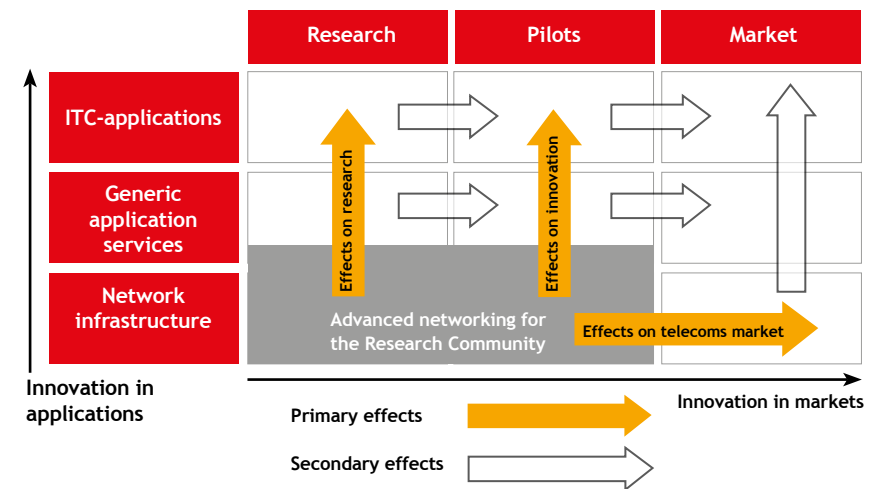 Research
Pilots
Market
ITC-applications
Generic
application
services
Network
infrastructure
Effects on research
Effects on innovation
Advanced networking for
the Research Community
Effects on telecoms market
Innovation in
applications
Innovation in markets
Primary effects
Secondary effects